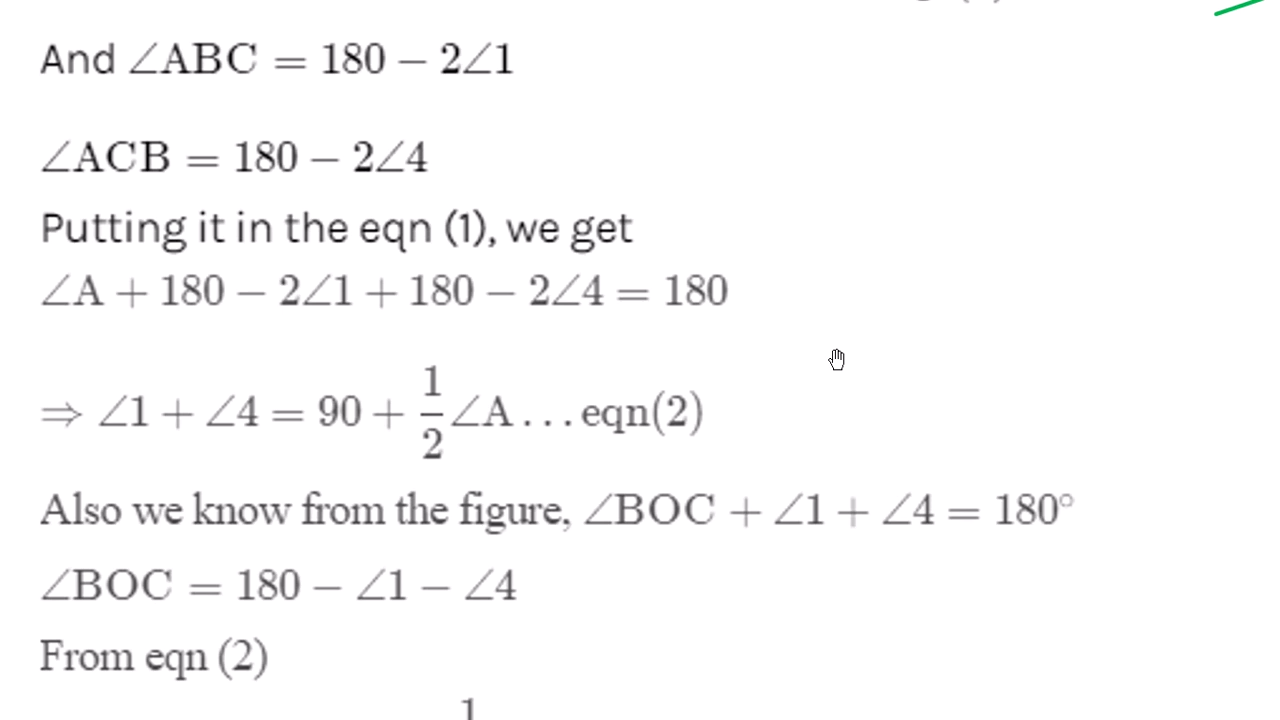 And ∠ABC = 180 − 2∠1
∠ACB = 180 − 2∠4
Putting it in the eqn (1), we get
∠A + 180 − 2∠1 + 180 − 2∠4 = 180
⇒ ∠1 + ∠4 = 90 + 1/2 ∠A ... eqn(2)
Also we know from the figure, ∠BOC + ∠1 + ∠4 = 180°
∠BOC = 180 − ∠1 − ∠4
From eqn (2)
1